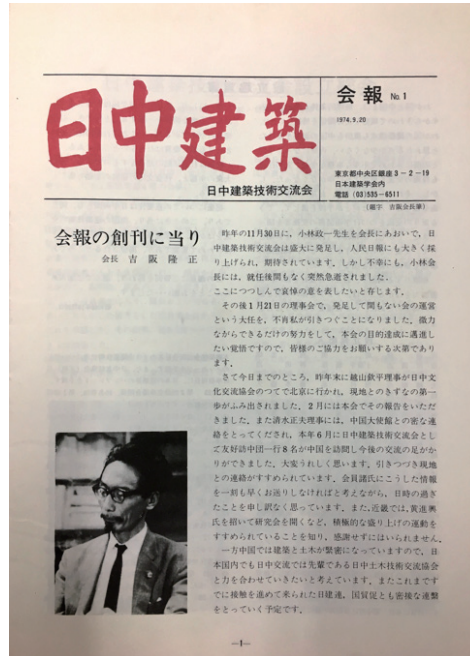 日中建築
日中建築技術交流会
会報 No.1
1974.9.20
東京都中央区銀座3－2－19
日本建築学会内
電話 (03)535－6511
(題字 吉阪会長筆)
会報の創刊に当り
会長 吉阪隆正
昨年の11月30日に，小林政一先生を会長にあおいで，日
中建築技術交流会は盛大に発足し，人民日報にも大きく採
り上げられ，期待されています。しかし不幸にも，小林会
長には，就任後間もなく突然急逝されました。
ここにつつしんで哀悼の意を表したいと存じます。
その後1月21日の理事会で，発足して間もない会の運営
という大任を，不肖私が引きつぐことになりました。微力
ながらできるだけの努力をして，本会の目的達成に邁進し
たい覚悟ですので，皆様のご協力をお願いする次第であり
ます。
さて今日までのところ，昨年末に越山欽平理事が日中文
化交流協会のつてで北京に行かれ，現地とのきずなの第一
歩がふみ出されました。2月には本会でその報告をいただ
きました。また清水正夫理事には，中国大使館との密な連
絡をとってくだされ，本年6月に日中建築技術交流会とし
て友好訪中団一行8名が中国を訪問し今後の交流の足がか
りができました。大変うれしく思います。引きつづき現地
との連絡がすすめられています。会員諸氏にこうした情報
を一刻も早くお送りしなければと考えながら，日時の過ぎ
たことを申し訳なく思っています。また，近畿では，黄進興
氏を招いて研究会を開くなど，積極的な盛り上げの運動を
すすめられていることを知り，感謝せずにはいられません。
一方中国では建築と土木が緊密になっていますので，日
本国内でも日中交流では先輩である日中土木技術交流協会
と力を合わせていきたいと考えています。またこれまです
でに接触を進めて来られた日建連，国貿促とも密接な連繋
をとっていく予定です。
—1—